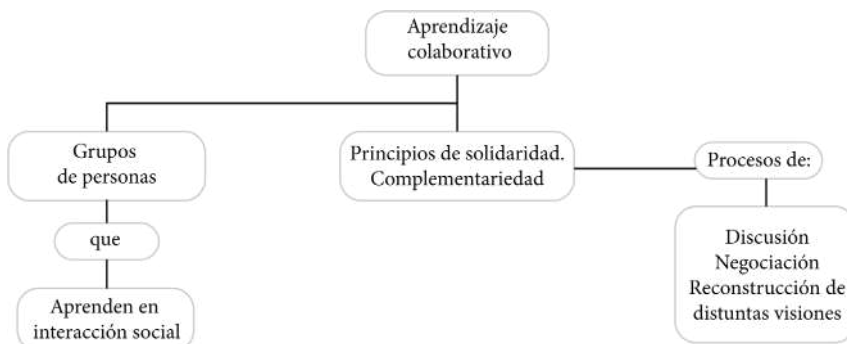 Aprendizaje
colaborativo
Grupos
de personas
Principios de solidaridad.
Complementariedad
Procesos de:
que
Discusión
Negociación
Reconstrucción de
distuntas visiones
Aprenden en
interacción social